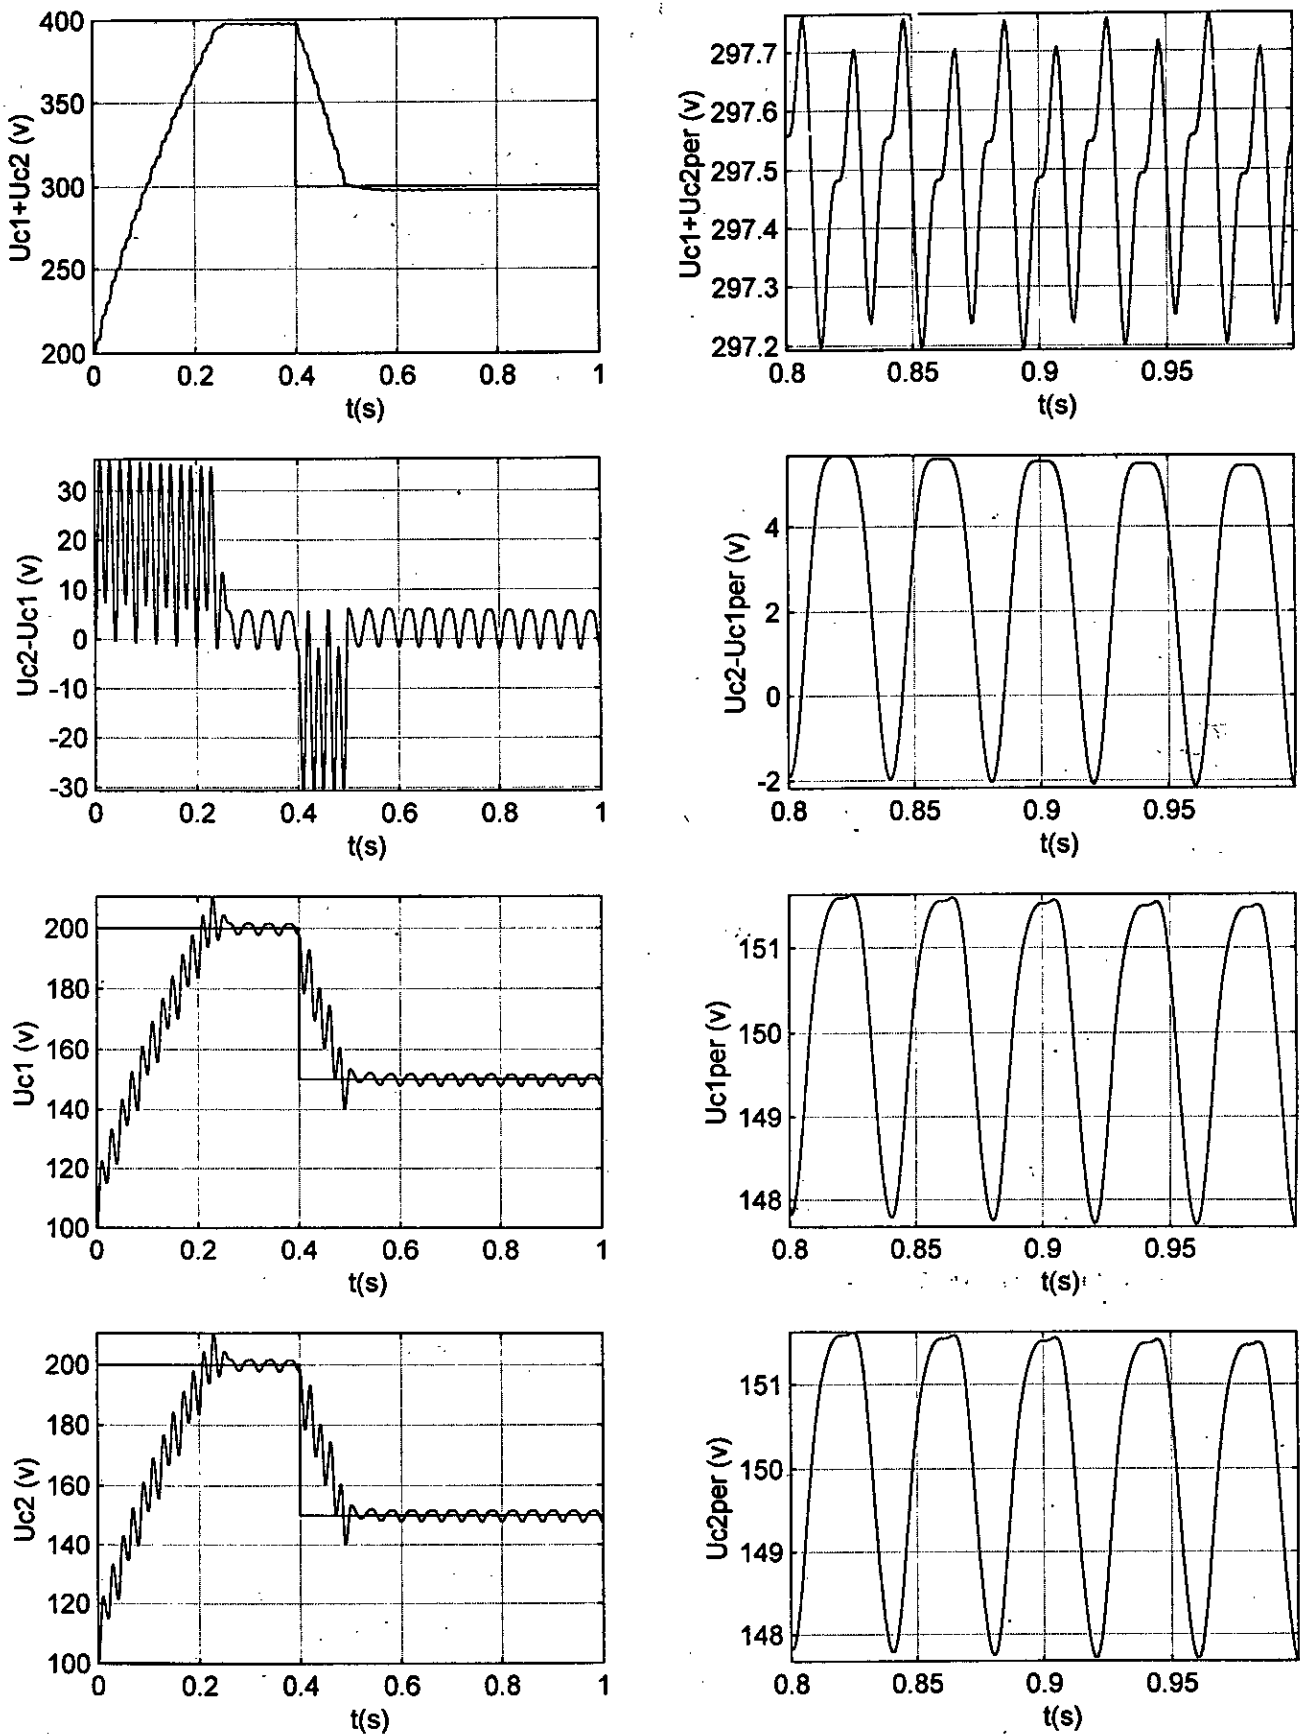 Uc1+Uc2 (v)
400
350
300
250
200
0 0.2 0.4 0.6 0.8 1
t(s)
Uc1+Uc2per (v)
297.7
297.6
297.5
297.4
297.3
297.2
0.8 0.85 0.9 0.95
t(s)
Uc2-Uc1 (v)
30
20
10
0
-10
-20
-30
0 0.2 0.4 0.6 0.8 1
t(s)
Uc2-Uc1per (v)
4
2
0
-2
0.8 0.85 0.9 0.95
t(s)
Uc1 (v)
200
180
160
140
120
100
0 0.2 0.4 0.6 0.8 1
t(s)
Uc1per (v)
151
150
149
148
0.8 0.85 0.9 0.95
t(s)
Uc2 (v)
200
180
160
140
120
100
0 0.2 0.4 0.6 0.8 1
t(s)
Uc2per (v)
151
150
149
148
0.8 0.85 0.9 0.95
t(s)